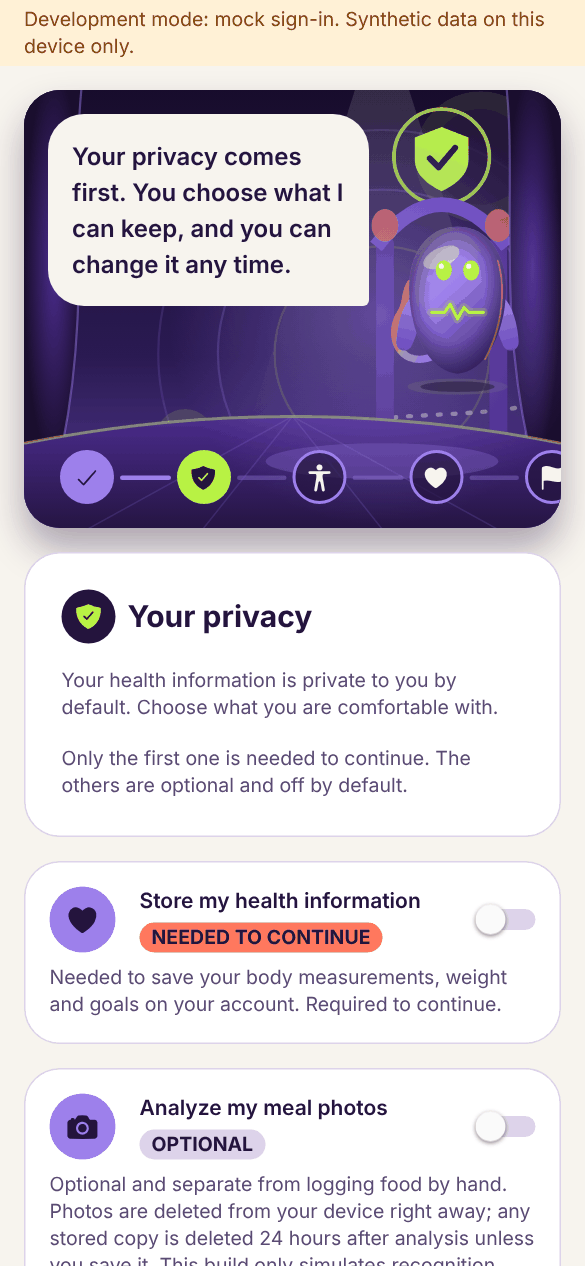 Development mode: mock sign-in. Synthetic data on this
device only.
Your privacy comes
first. You choose what I
can keep, and you can
change it any time.
Your privacy
Your health information is private to you by
default. Choose what you are comfortable with.
Only the first one is needed to continue. The
others are optional and off by default.
Store my health information
NEEDED TO CONTINUE
Needed to save your body measurements, weight
and goals on your account. Required to continue.
Analyze my meal photos
OPTIONAL
Optional and separate from logging food by hand.
Photos are deleted from your device right away; any
stored copy is deleted 24 hours after analysis unless
you save it. This build only simulates recognition